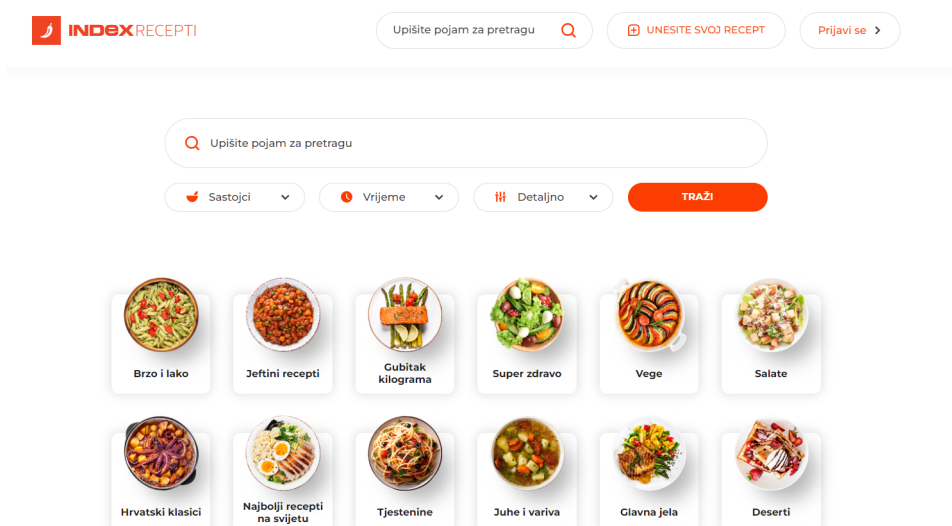 INDEX RECEPTI
Upišite pojam za pretragu
UNESITE SVOJ RECEPT
Prijavi se
Upišite pojam za pretragu
Sastojci
Vrijeme
Detaljno
TRAŽI
Brzo i lako
Jeftini recepti
Gubitak
kilograma
Super zdravo
Vege
Salate
Hrvatski klasici
Najbolji recepti
na svijetu
Tjestenine
Juhe i variva
Glavna jela
Deserti